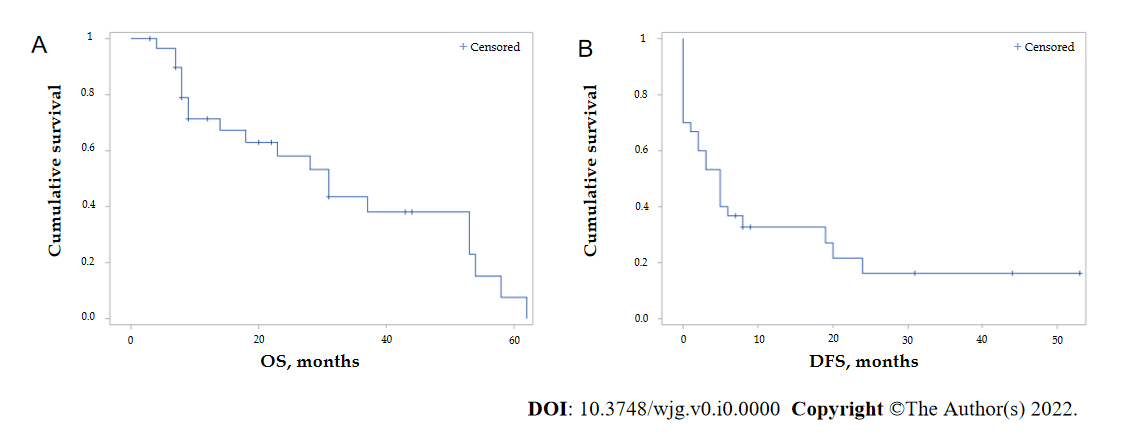 A
+ Censored
Cumulative survival
1
0.8
0.6
0.4
0.2
0.0
0 20 40 60
OS, months
B
+ Censored
Cumulative survival
1
0.8
0.6
0.4
0.2
0.0
0 10 20 30 40 50
DFS, months
DOI: 10.3748/wjg.v0.i0.0000 Copyright ©The Author(s) 2022.